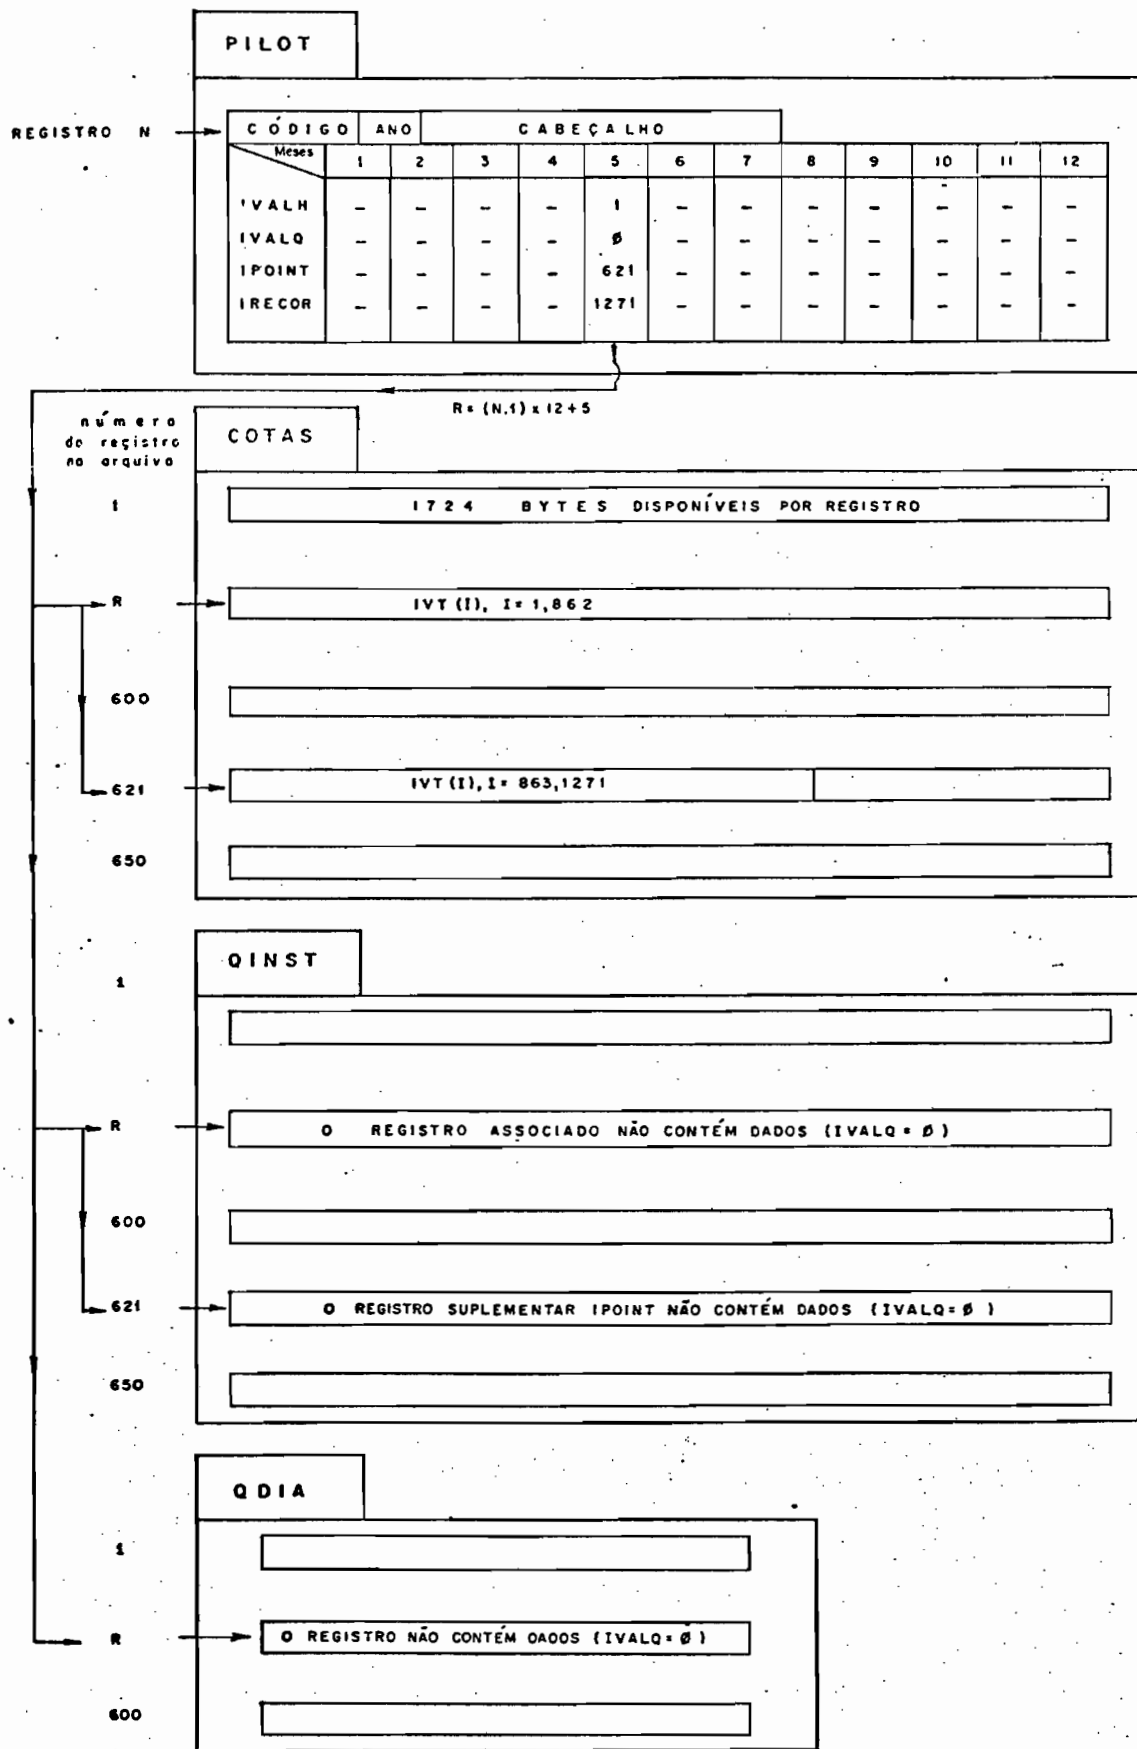 PILOT
REGISTRO N
CÓDIGO ANO CABEÇALHO
Meses 1 2 3 4 5 6 7 8 9 10 11 12
IVALH - - - - 1 - - - - - - -
IVALQ - - - - Ø - - - - - - -
IPOINT - - - - 621 - - - - - - -
IRECOR - - - - 1271 - - - - - - -
R= (N.1) x 12+5
número
do registro
no arquivo
COTAS
1
1724 BYTES DISPONÍVEIS POR REGISTRO
R
IVT (I), I= 1,862
600
621
IVT (I), I= 863,1271
650
QINST
1
R
O REGISTRO ASSOCIADO NÃO CONTÉM DADOS (IVALQ = Ø)
600
621
O REGISTRO SUPLEMENTAR IPOINT NÃO CONTÉM DADOS (IVALQ= Ø )
650
QDIA
1
R
O REGISTRO NÃO CONTÉM DADOS (IVALQ= Ø )
600